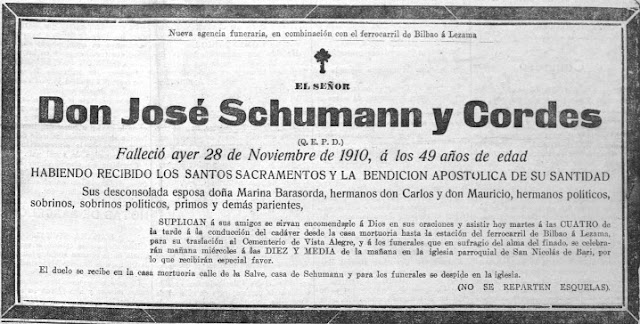 Nueva agencia funeraria, en combinación con el ferrocarril de Bilbao á Lezama
EL SEÑOR
Don José Schumann y Cordes
(Q. E. P. D.)
Falleció ayer 28 de Noviembre de 1910, á los 49 años de edad
HABIENDO RECIBIDO LOS SANTOS SACRAMENTOS Y LA BENDICION APOSTOLICA DE SU SANTIDAD
Sus desconsolada esposa doña Marina Barasorda, hermanos don Carlos y don Mauricio, hermanos políticos,
sobrinos, sobrinos políticos, primos y demás parientes,
SUPLICAN á sus amigos se sirvan encomendarle á Dios en sus oraciones y asistir hoy martes á las CUATRO de
la tarde á la conducción del cadáver desde la casa mortuoria hasta la estación del ferrocarril de Bilbao á Lezama,
para su traslación al Cementerio de Vista Alegre, y á los funerales que en sufragio del alma del finado, se celebra-
rán mañana miércoles á las DIEZ Y MEDIA de la mañana en la iglesia parroquial de San Nicolás de Bari, por
lo que recibirán especial favor.
El duelo se recibe en la casa mortuoria calle de la Salve, casa de Schumann y para los funerales se despide en la iglesia.
(NO SE REPARTEN ESQUELAS).